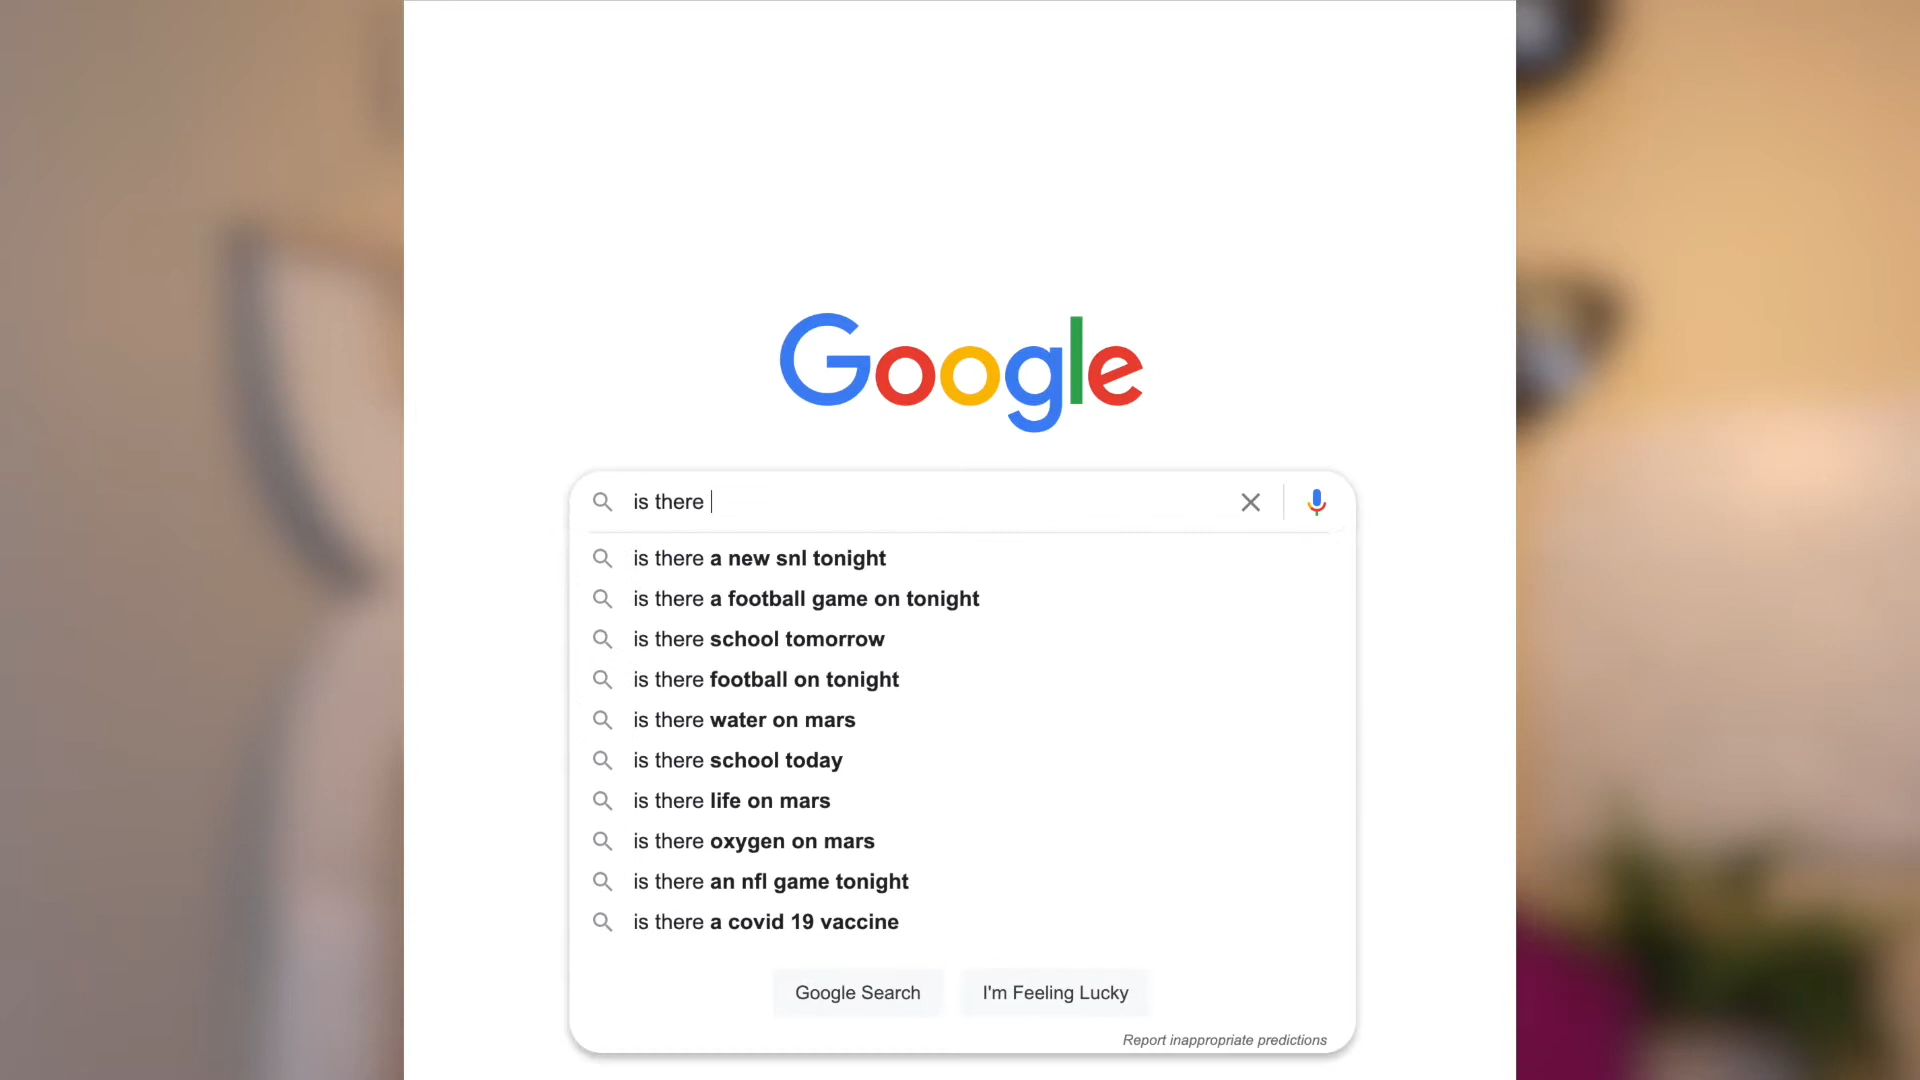 Google
is there
is there a new snl tonight
is there a football game on tonight
is there school tomorrow
is there football on tonight
is there water on mars
is there school today
is there life on mars
is there oxygen on mars
is there an nfl game tonight
is there a covid 19 vaccine
Google Search I'm Feeling Lucky
Report inappropriate predictions